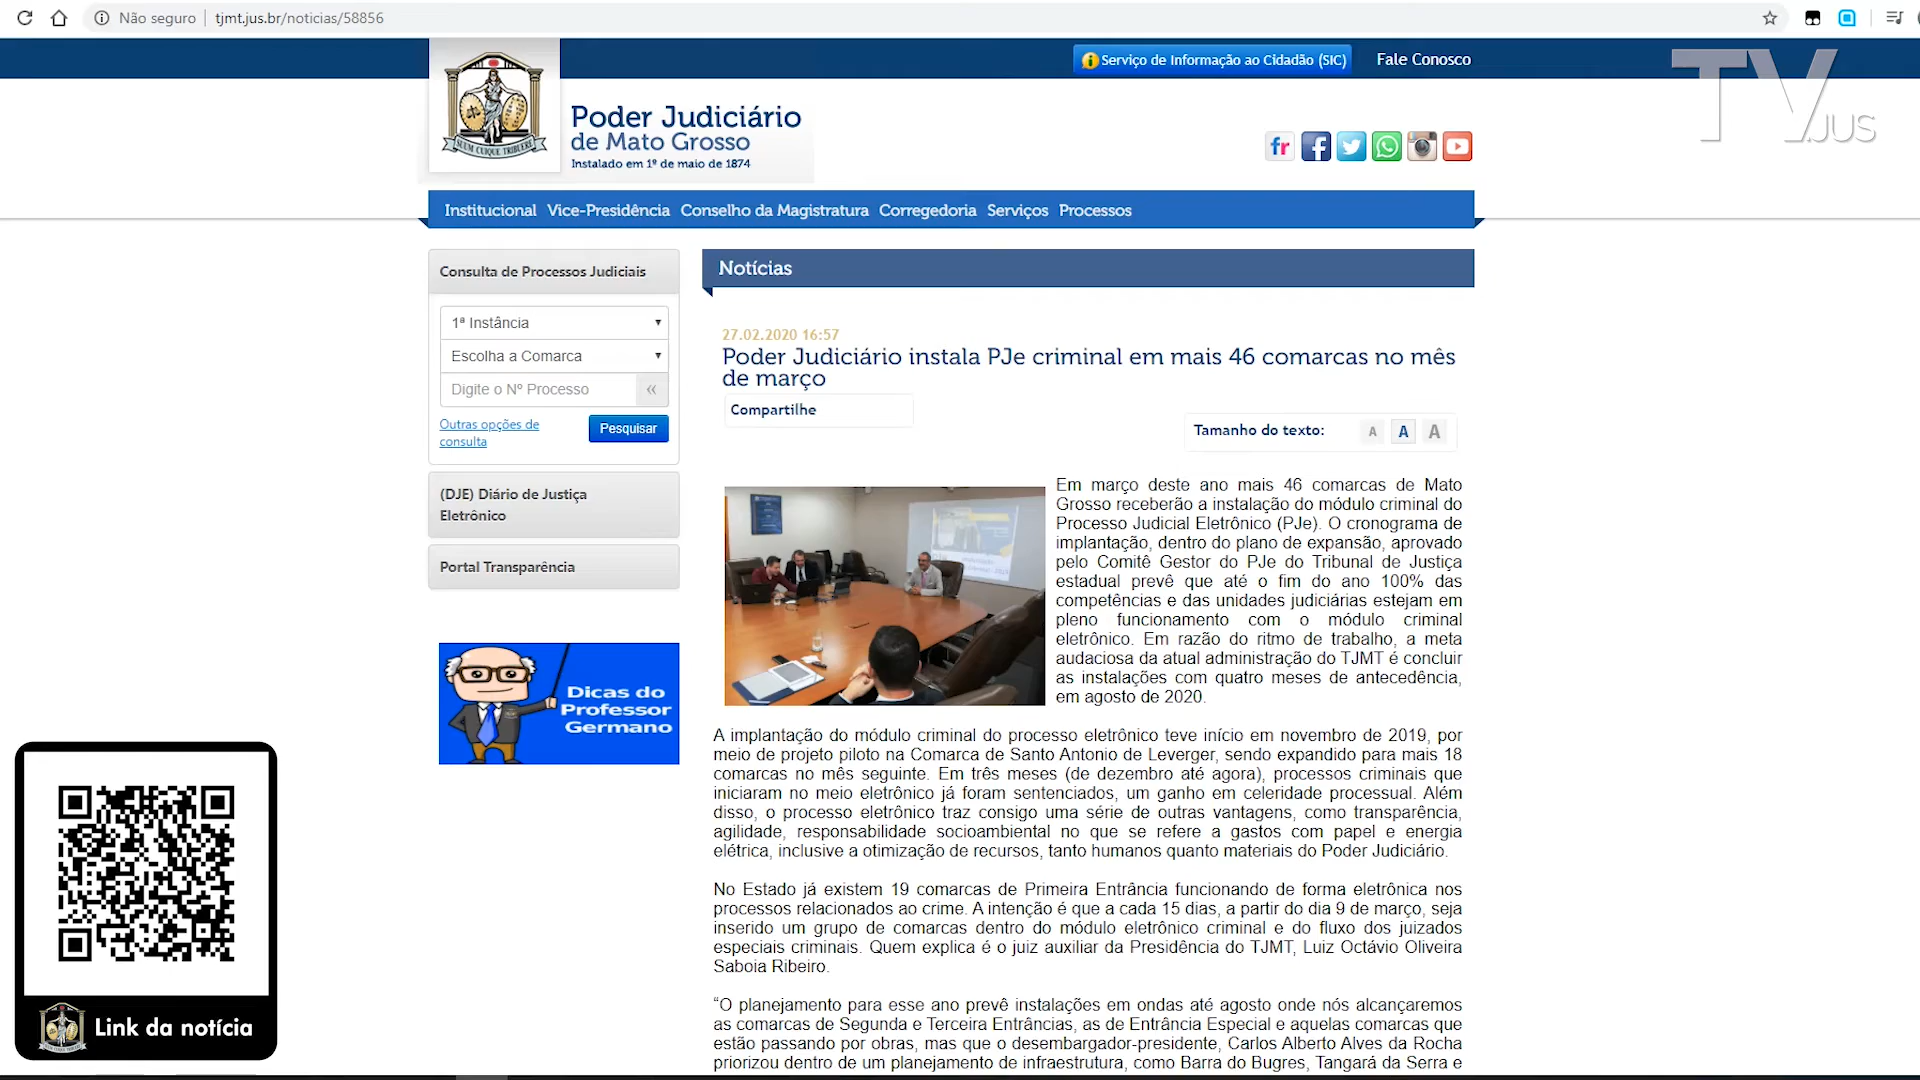 Não seguro
tjmt.jus.br/noticias/58856
Serviço de Informação ao Cidadão (SIC)
Fale Conosco
TV.JUS
SUUM CUIQUE TRIBUERE
Poder Judiciário
de Mato Grosso
Instalado em 1º de maio de 1874
fr
Institucional Vice-Presidência Conselho da Magistratura Corregedoria Serviços Processos
Consulta de Processos Judiciais
1ª Instância
Escolha a Comarca
Digite o Nº Processo «
Outras opções de
consulta
Pesquisar
(DJE) Diário de Justiça
Eletrônico
Portal Transparência
Dicas do
Professor
Germano
Link da notícia
Notícias
27.02.2020 16:57
Poder Judiciário instala PJe criminal em mais 46 comarcas no mês
de março
Compartilhe
Tamanho do texto: A A A
Em março deste ano mais 46 comarcas de Mato
Grosso receberão a instalação do módulo criminal do
Processo Judicial Eletrônico (PJe). O cronograma de
implantação, dentro do plano de expansão, aprovado
pelo Comitê Gestor do PJe do Tribunal de Justiça
estadual prevê que até o fim do ano 100% das
competências e das unidades judiciárias estejam em
pleno funcionamento com o módulo criminal
eletrônico. Em razão do ritmo de trabalho, a meta
audaciosa da atual administração do TJMT é concluir
as instalações com quatro meses de antecedência,
em agosto de 2020.
A implantação do módulo criminal do processo eletrônico teve início em novembro de 2019, por
meio de projeto piloto na Comarca de Santo Antonio de Leverger, sendo expandido para mais 18
comarcas no mês seguinte. Em três meses (de dezembro até agora), processos criminais que
iniciaram no meio eletrônico já foram sentenciados, um ganho em celeridade processual. Além
disso, o processo eletrônico traz consigo uma série de outras vantagens, como transparência,
agilidade, responsabilidade socioambiental no que se refere a gastos com papel e energia
elétrica, inclusive a otimização de recursos, tanto humanos quanto materiais do Poder Judiciário.
No Estado já existem 19 comarcas de Primeira Entrância funcionando de forma eletrônica nos
processos relacionados ao crime. A intenção é que a cada 15 dias, a partir do dia 9 de março, seja
inserido um grupo de comarcas dentro do módulo eletrônico criminal e do fluxo dos juizados
especiais criminais. Quem explica é o juiz auxiliar da Presidência do TJMT, Luiz Octávio Oliveira
Saboia Ribeiro.
“O planejamento para esse ano prevê instalações em ondas até agosto onde nós alcançaremos
as comarcas de Segunda e Terceira Entrâncias, as de Entrância Especial e aquelas comarcas que
estão passando por obras, mas que o desembargador-presidente, Carlos Alberto Alves da Rocha
priorizou dentro de um planejamento de infraestrutura, como Barra do Bugres, Tangará da Serra e